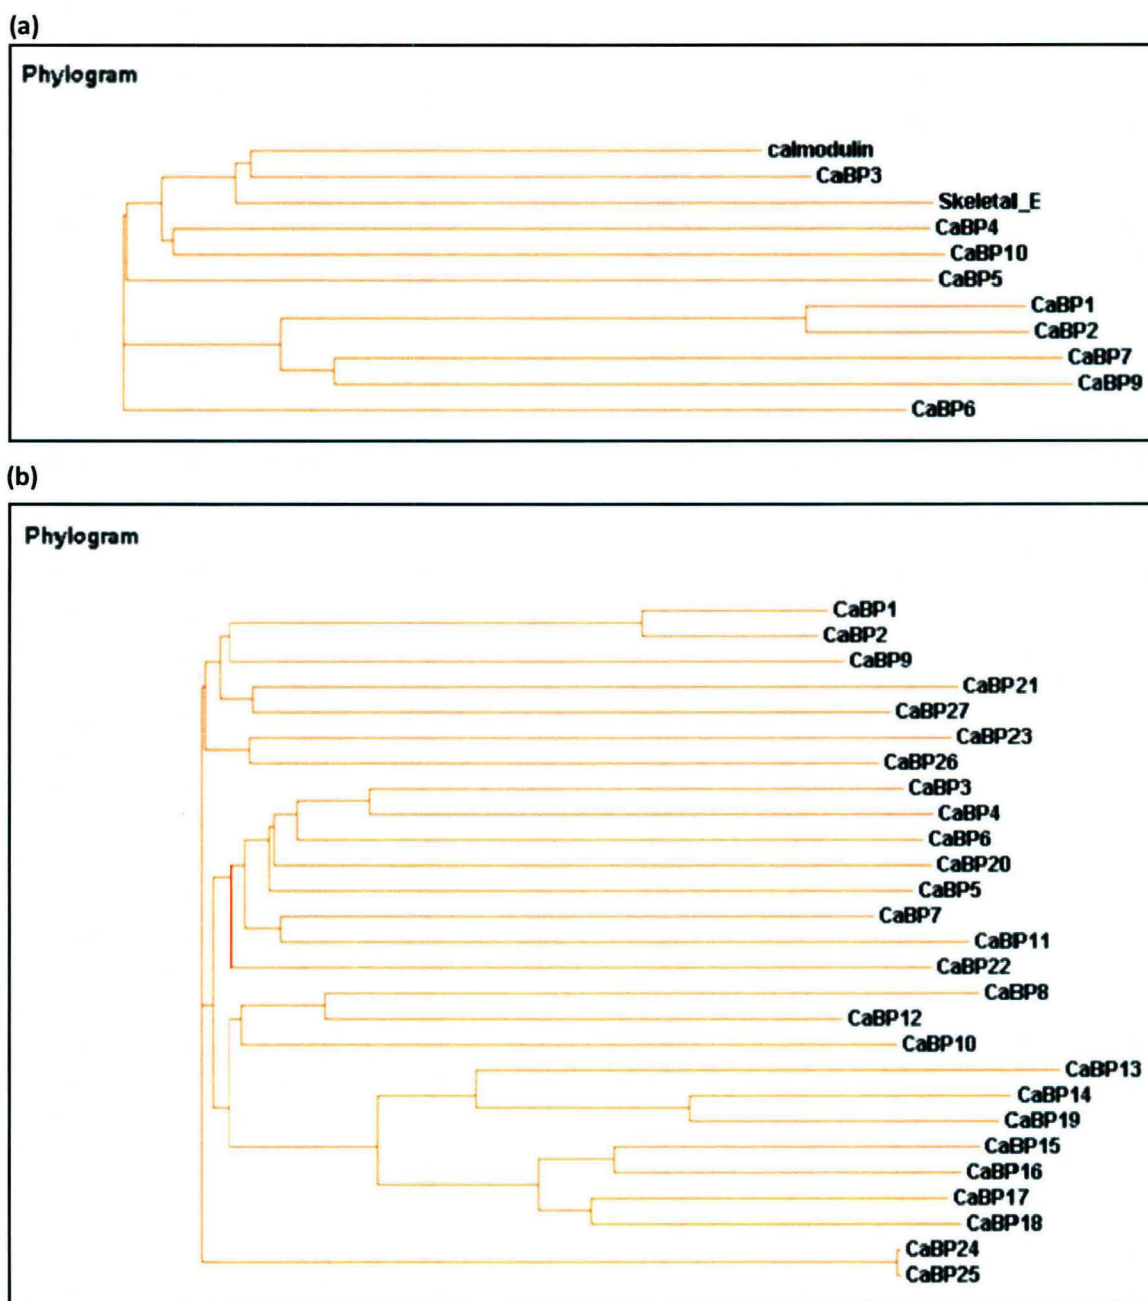 (a)
Phylogram
calmodulin
CaBP3
Skeletal_E
CaBP4
CaBP10
CaBP5
CaBP1
CaBP2
CaBP7
CaBP9
CaBP6
(b)
Phylogram
CaBP1
CaBP2
CaBP9
CaBP21
CaBP27
CaBP23
CaBP26
CaBP3
CaBP4
CaBP6
CaBP20
CaBP5
CaBP7
CaBP11
CaBP22
CaBP8
CaBP12
CaBP10
CaBP13
CaBP14
CaBP19
CaBP15
CaBP16
CaBP17
CaBP18
CaBP24
CaBP25